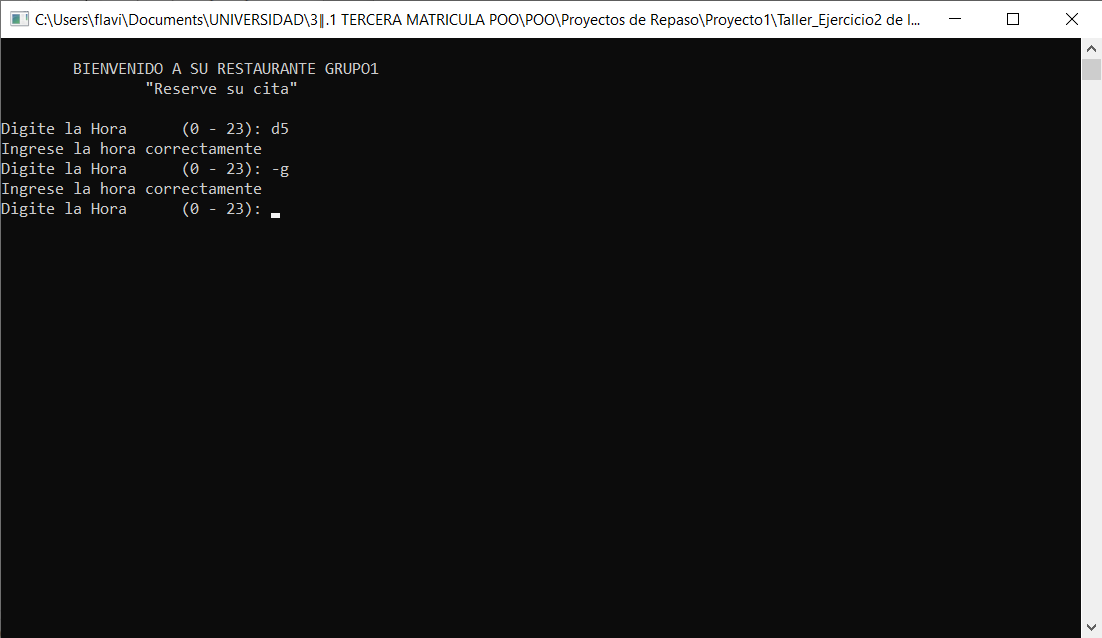 C:\Users\flavi\Documents\UNIVERSIDAD\3‖.1 TERCERA MATRICULA POO\POO\Proyectos de Repaso\Proyecto1\Taller_Ejercicio2 de l...
BIENVENIDO A SU RESTAURANTE GRUPO1
"Reserve su cita"
Digite la Hora      (0 - 23): d5
Ingrese la hora correctamente
Digite la Hora      (0 - 23): -g
Ingrese la hora correctamente
Digite la Hora      (0 - 23):